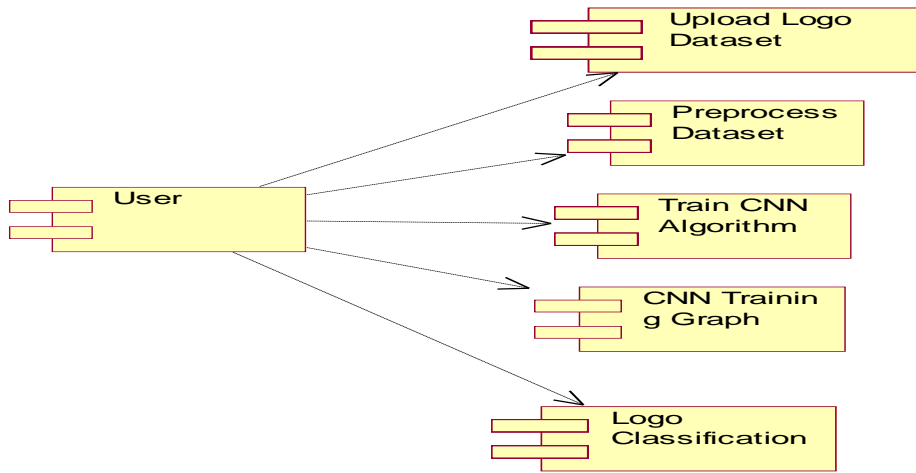 Upload Logo
Dataset
Preprocess
Dataset
User
Train CNN
Algorithm
CNN Trainin
g Graph
Logo
Classification